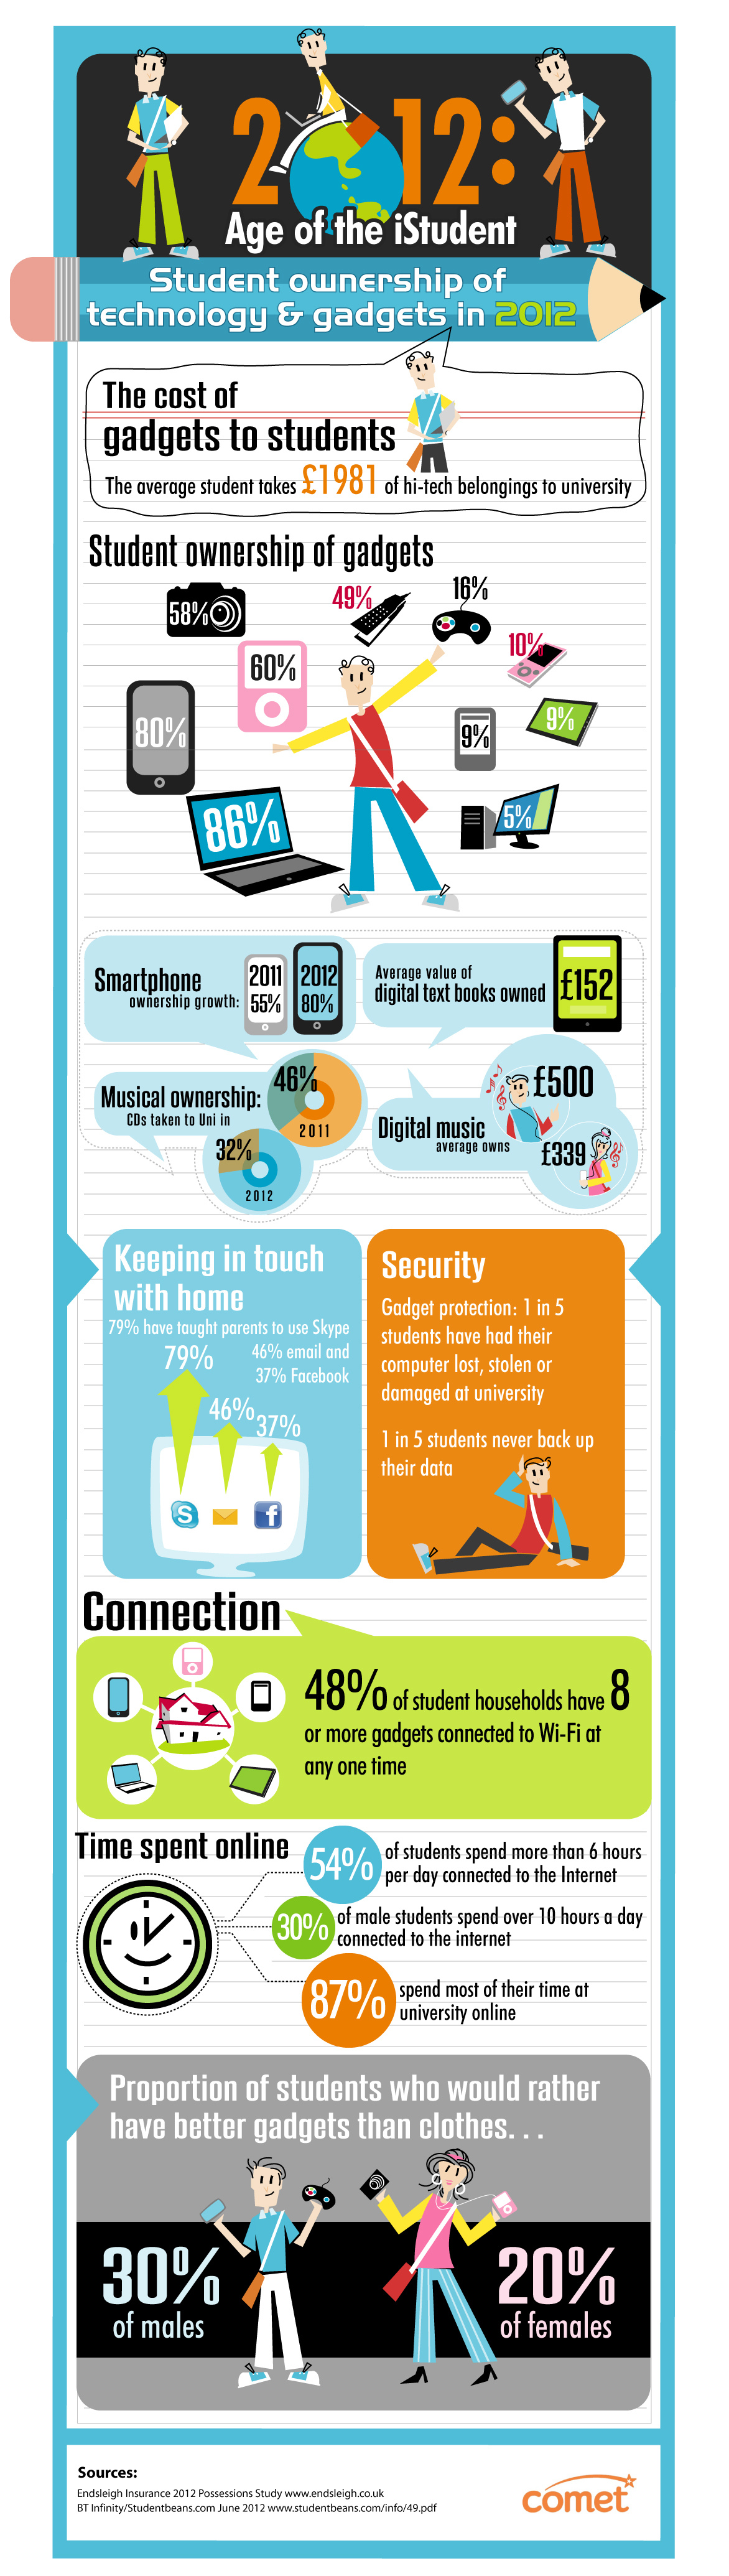 2012:
Age of the iStudent
Student ownership of
technology & gadgets in 2012
The cost of
gadgets to students
The average student takes £1981 of hi-tech belongings to university
Student ownership of gadgets
58%
49%
16%
60%
10%
80%
9%
9%
86%
5%
Smartphone
ownership growth:
2011
55%
2012
80%
Average value of
digital text books owned
£152
Musical ownership:
CDs taken to Uni in
46%
2011
32%
2012
Digital music
average owns
£500
£339
Keeping in touch
with home
79% have taught parents to use Skype
46% email and
37% Facebook
79%
46%
37%
S
f
Security
Gadget protection: 1 in 5
students have had their
computer lost, stolen or
damaged at university
1 in 5 students never back up
their data
Connection
48% of student households have 8
or more gadgets connected to Wi-Fi at
any one time
Time spent online
54% of students spend more than 6 hours
per day connected to the Internet
30% of male students spend over 10 hours a day
connected to the internet
87% spend most of their time at
university online
Proportion of students who would rather
have better gadgets than clothes. . .
30%
of males
20%
of females
Sources:
Endsleigh Insurance 2012 Possessions Study www.endsleigh.co.uk
BT Infinity/Studentbeans.com June 2012 www.studentbeans.com/info/49.pdf
comet